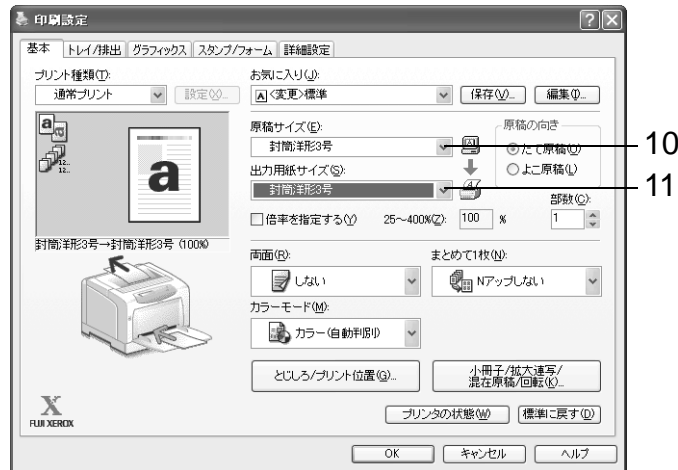 印刷設定
基本 トレイ/排出 グラフィックス スタンプ/フォーム 詳細設定
プリント種類(T):
通常プリント 設定(X)...
お気に入り(J):
A <変更>標準 保存(V)... 編集(I)...
原稿サイズ(E):
封筒洋形3号
原稿の向き
たて原稿(O)
よこ原稿(L)
10
出力用紙サイズ(S):
封筒洋形3号
11
部数(C):
倍率を指定する(Y) 25～400%(Z): 100 % 1
a
a
12..
12..
a
封筒洋形3号→封筒洋形3号 (100%)
両面(R):
しない
まとめて1枚(N):
Nアップしない
カラーモード(M):
カラー(自動判別)
とじしろ/プリント位置(G)...
小冊子/拡大連写/
混在原稿/回転(K)...
X
FUJI XEROX
プリンタの状態(W) 標準に戻す(D)
OK キャンセル ヘルプ